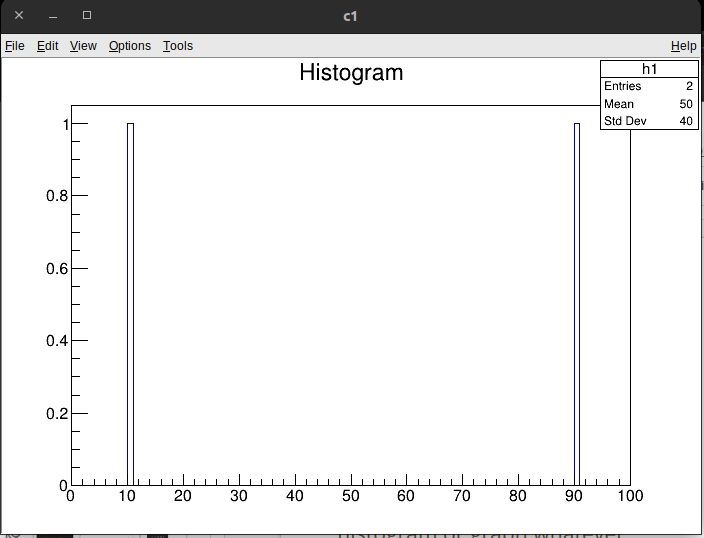 c1
File Edit View Options Tools Help
Histogram
h1
Entries 2
Mean 50
Std Dev 40
1
0.8
0.6
0.4
0.2
0
0 10 20 30 40 50 60 70 80 90 100